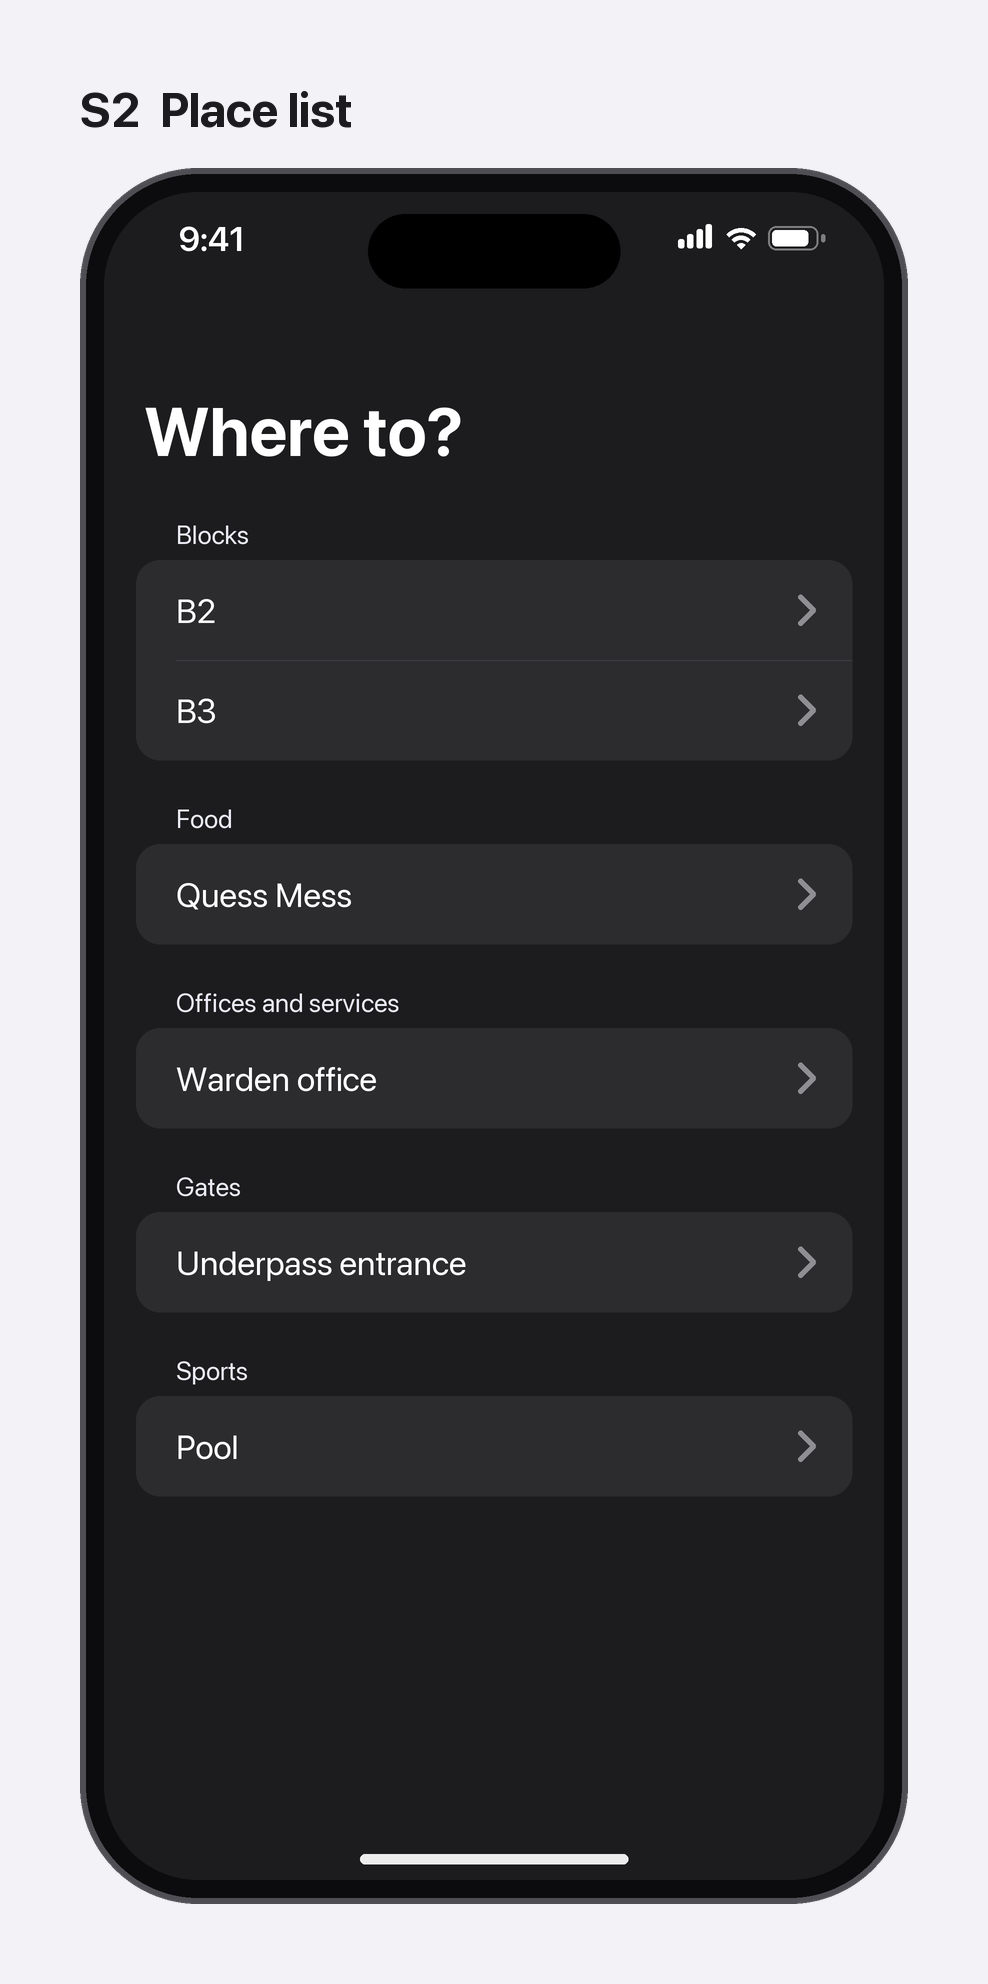 S2 Place list
9:41
Where to?
Blocks
B2
B3
Food
Quess Mess
Offices and services
Warden office
Gates
Underpass entrance
Sports
Pool